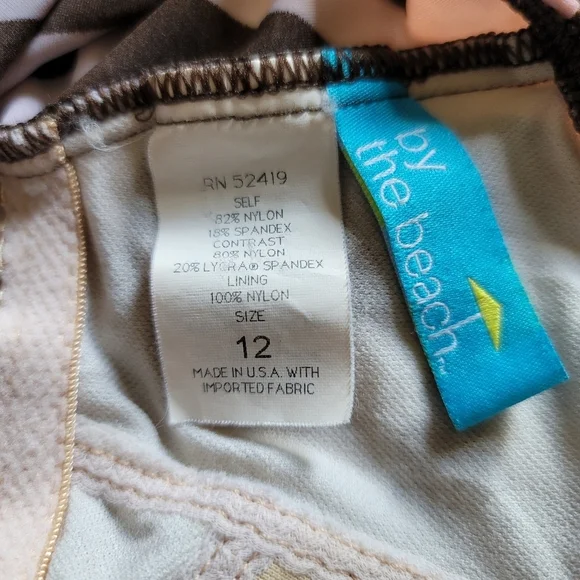 RN 52419
SELF
82% NYLON
18% SPANDEX
CONTRAST
80% NYLON
20% LYCRA® SPANDEX
LINING
100% NYLON
SIZE
12
MADE IN U.S.A. WITH
IMPORTED FABRIC
by
the beach™